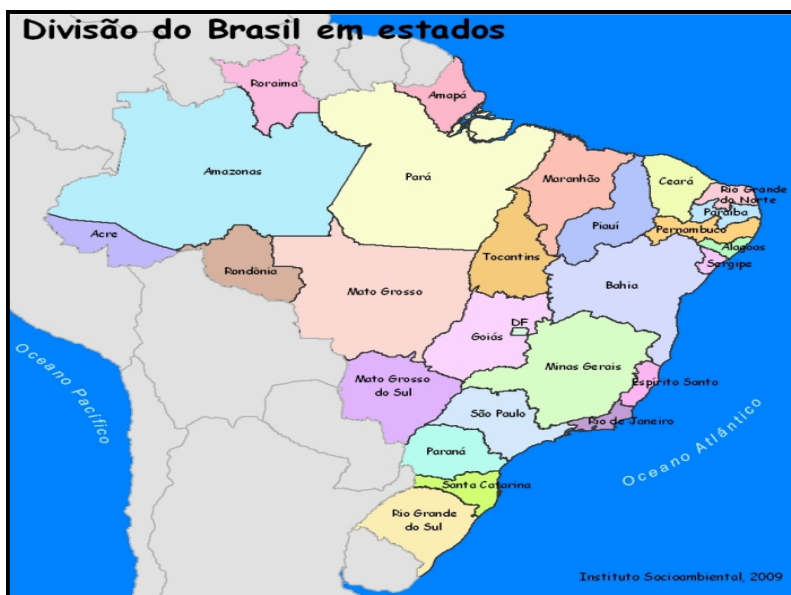 Divisão do Brasil em estados
Roraima
Amapá
Amazonas
Pará
Maranhão
Ceará
Rio Grande
do Norte
Paraíba
Piauí
Pernambuco
Alagoas
Sergipe
Acre
Rondônia
Tocantins
Mato Grosso
Bahia
DF
Goiás
Minas Gerais
Mato Grosso
do Sul
Espírito Santo
São Paulo
Rio de Janeiro
Paraná
Santa Catarina
Rio Grande
do Sul
Oceano Pacífico
Oceano Atlântico
Instituto Socioambiental, 2009